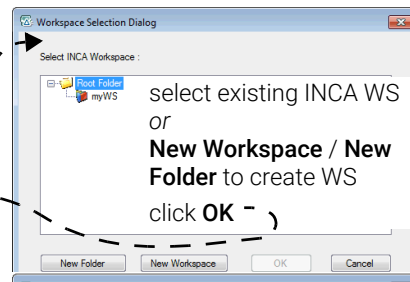 Workspace Selection Dialog
Select INCA Workspace :
Root Folder
myWS
select existing INCA WS
or
New Workspace / New
Folder to create WS
click OK
New Folder New Workspace OK Cancel